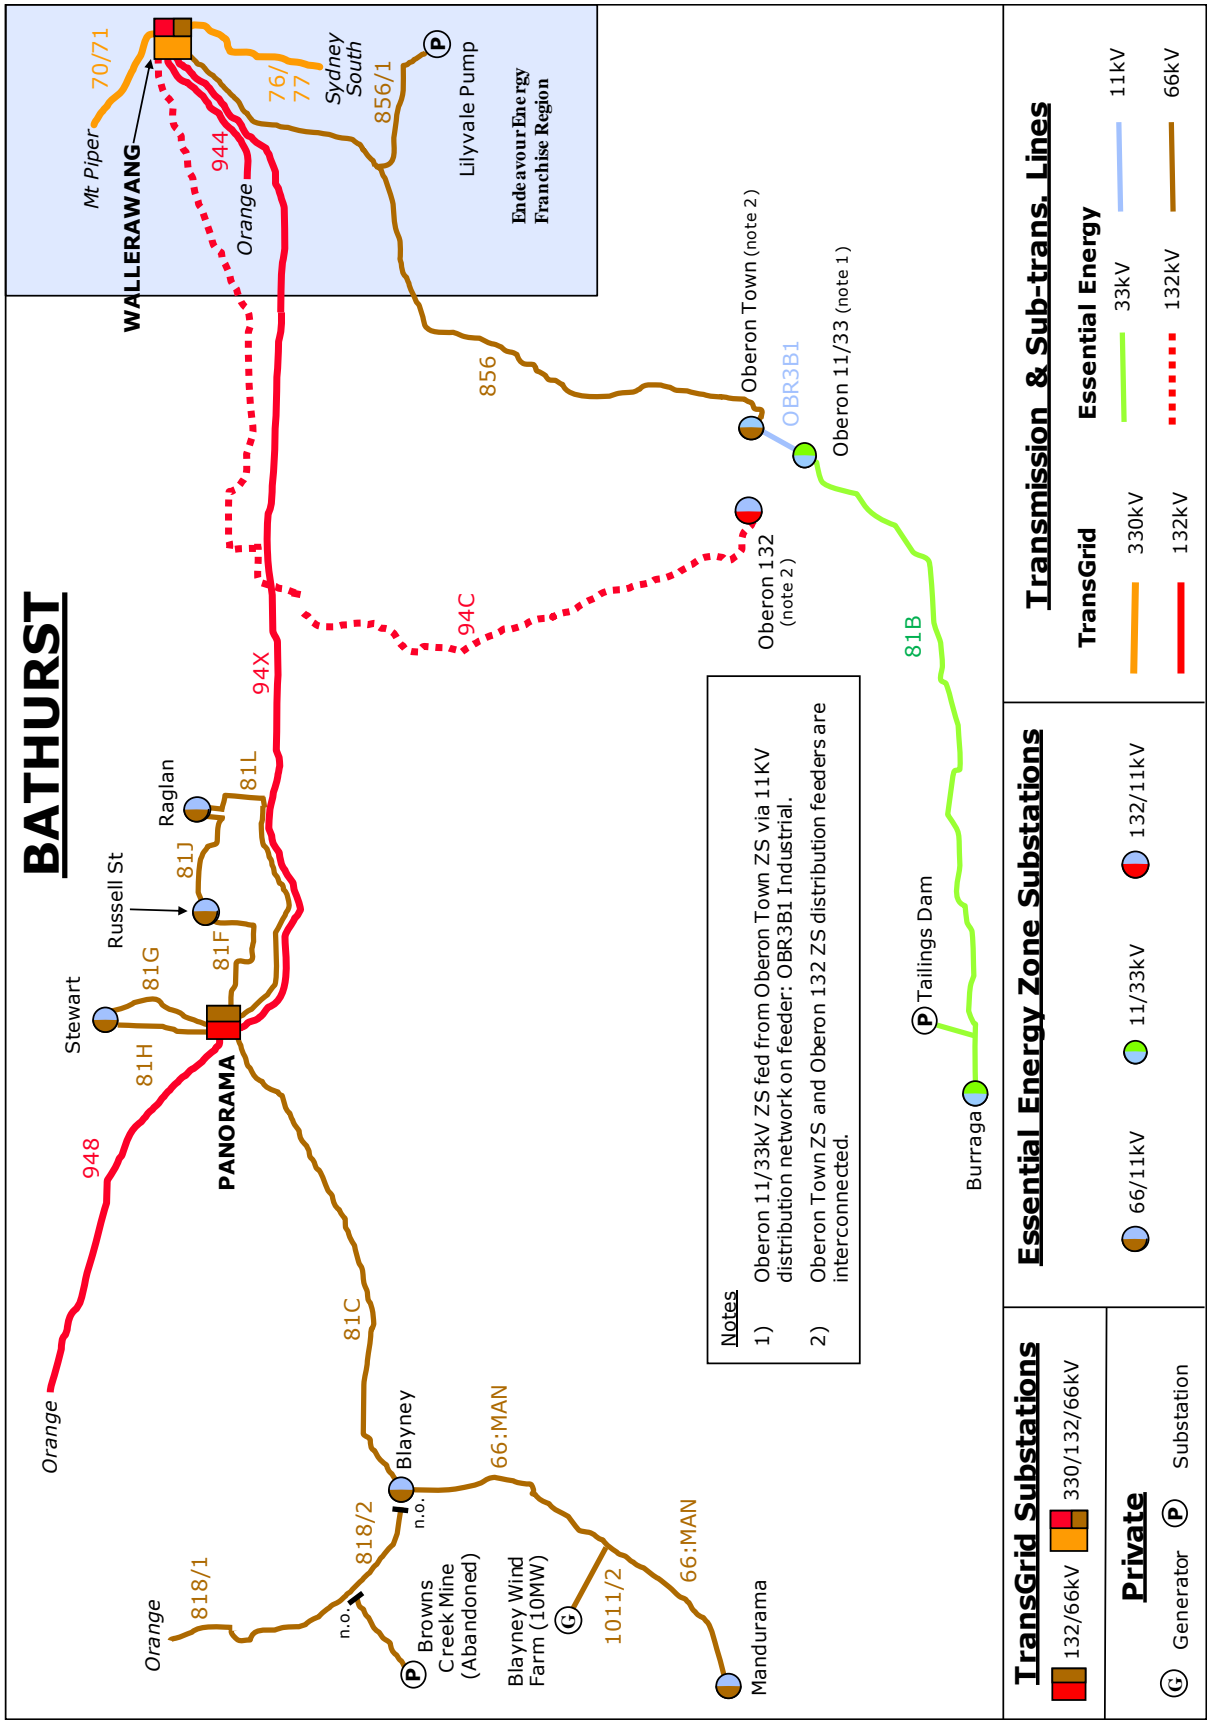 BATHURST
Orange
948
Stewart
81H
81G
Russell St
81F
81J
Raglan
81L
PANORAMA
94X
Mt Piper
70/71
WALLERAWANG
944
Orange
76/
77
Sydney
South
856/1
P
Lilyvale Pump
Endeavour Energy
Franchise Region
856
94C
Oberon Town (note 2)
OBR3B1
Oberon 11/33 (note 1)
Oberon 132
(note 2)
81B
P
Tailings Dam
Burraga
81C
Blayney
n.o.
818/2
Orange
818/1
n.o.
P
Browns
Creek Mine
(Abandoned)
66:MAN
Blayney Wind
Farm (10MW)
G
1011/2
66:MAN
Mandurama
Notes
1) Oberon 11/33kV ZS fed from Oberon Town ZS via 11KV
distribution network on feeder: OBR3B1 Industrial.
2) Oberon Town ZS and Oberon 132 ZS distribution feeders are
interconnected.
TransGrid Substations
132/66kV
330/132/66kV
Private
G Generator
P Substation
Essential Energy Zone Substations
66/11kV
11/33kV
132/11kV
Transmission & Sub-trans. Lines
TransGrid
Essential Energy
330kV
33kV
11kV
132kV
132kV
66kV